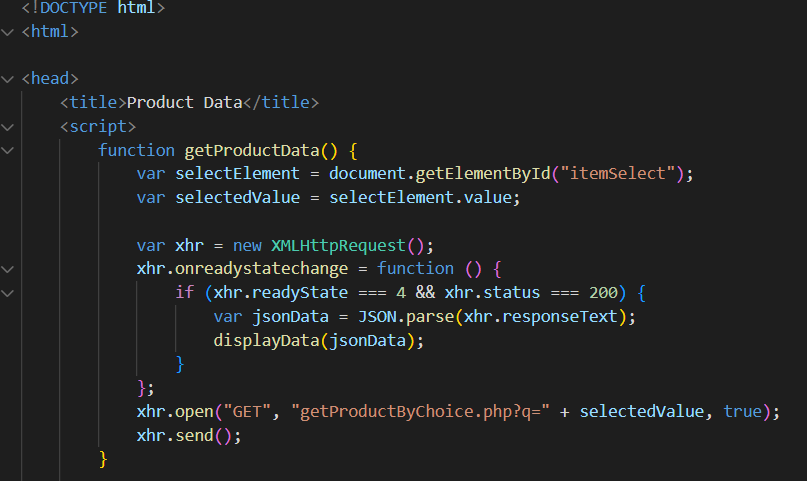 <!DOCTYPE html>
<html>
<head>
<title>Product Data</title>
<script>
function getProductData() {
var selectElement = document.getElementById("itemSelect");
var selectedValue = selectElement.value;
var xhr = new XMLHttpRequest();
xhr.onreadystatechange = function () {
if (xhr.readyState === 4 && xhr.status === 200) {
var jsonData = JSON.parse(xhr.responseText);
displayData(jsonData);
}
};
xhr.open("GET", "getProductByChoice.php?q=" + selectedValue, true);
xhr.send();
}